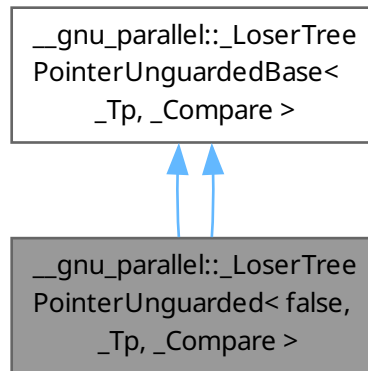 __gnu_parallel::_LoserTree
PointerUnguardedBase<
_Tp, _Compare >
__gnu_parallel::_LoserTree
PointerUnguarded< false,
_Tp, _Compare >